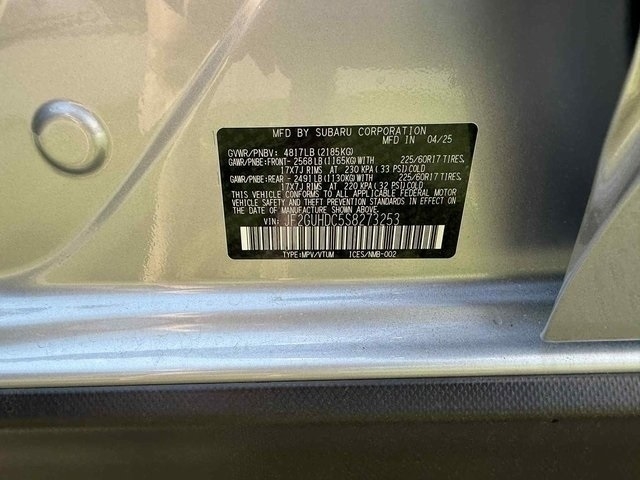 MFD BY SUBARU CORPORATION
MFD IN 04/25
GVWR/PNBV: 4817LB (2185KG)
GAWR/PNBE:FRONT- 2568LB(1165KG)WITH 225/60R17 TIRES,
17X7J RIMS AT 230 KPA ( 33 PSI)COLD
GAWR/PNBE:REAR - 2491LB(1130KG)WITH 225/60R17 TIRES,
17X7J RIMS AT 220 KPA ( 32 PSI)COLD
THIS VEHICLE CONFORMS TO ALL APPLICABLE FEDERAL MOTOR
VEHICLE SAFETY AND THEFT PREVENTION STANDARDS IN EFFECT
ON THE DATE OF MANUFACTURE SHOWN ABOVE.
VIN: JF2GUHDC5S8273253
TYPE:MPV/VTUM ICES/NMB-002